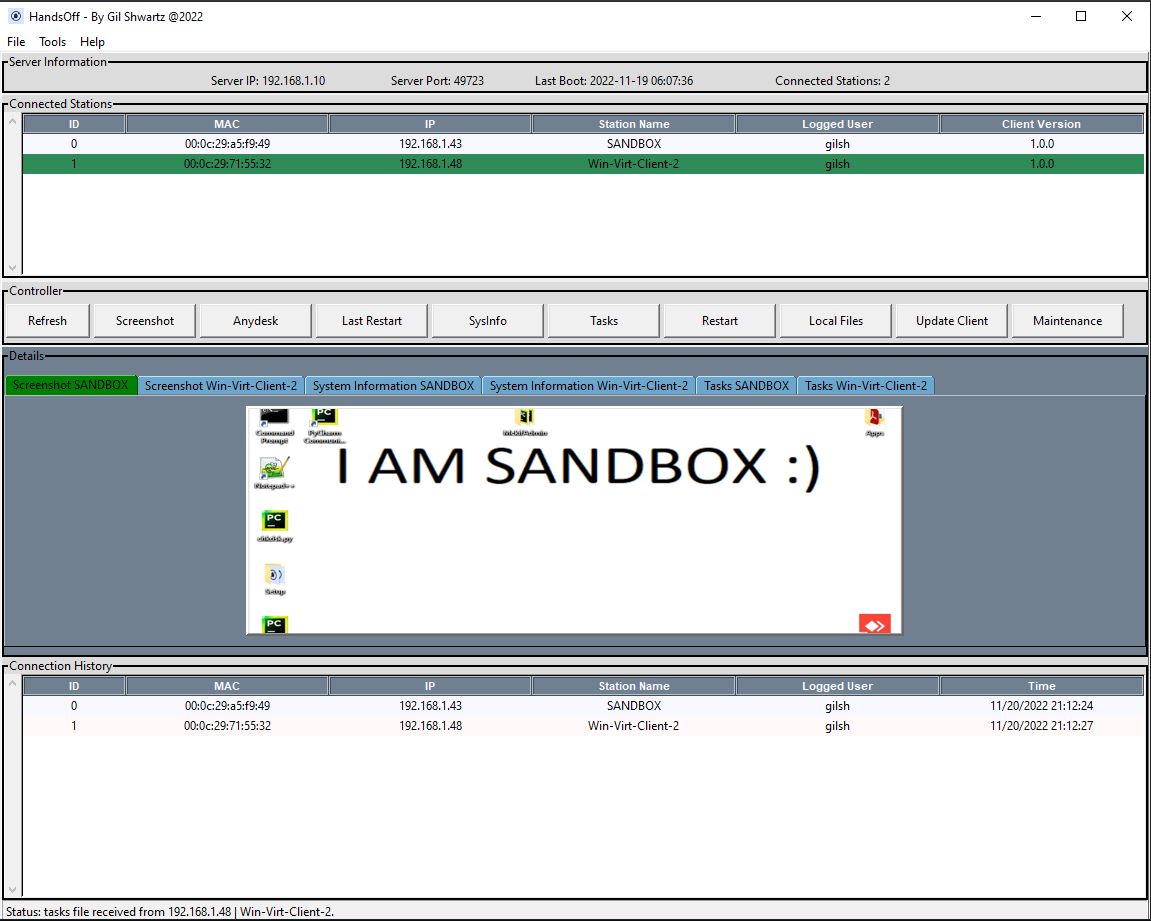 HandsOff - By Gil Shwartz @2022
File Tools Help
Server Information
Server IP: 192.168.1.10 Server Port: 49723 Last Boot: 2022-11-19 06:07:36 Connected Stations: 2
Connected Stations
ID MAC IP Station Name Logged User Client Version
0 00:0c:29:a5:f9:49 192.168.1.43 SANDBOX gilsh 1.0.0
1 00:0c:29:71:55:32 192.168.1.48 Win-Virt-Client-2 gilsh 1.0.0
Controller
Refresh Screenshot Anydesk Last Restart SysInfo Tasks Restart Local Files Update Client Maintenance
Details
Screenshot SANDBOX Screenshot Win-Virt-Client-2 System Information SANDBOX System Information Win-Virt-Client-2 Tasks SANDBOX Tasks Win-Virt-Client-2
Command Prompt
PyCharm Communi...
Apps
I AM SANDBOX :)
Notepad++
PC
Setup
PC
Connection History
ID MAC IP Station Name Logged User Time
0 00:0c:29:a5:f9:49 192.168.1.43 SANDBOX gilsh 11/20/2022 21:12:24
1 00:0c:29:71:55:32 192.168.1.48 Win-Virt-Client-2 gilsh 11/20/2022 21:12:27
Status: tasks file received from 192.168.1.48 | Win-Virt-Client-2.